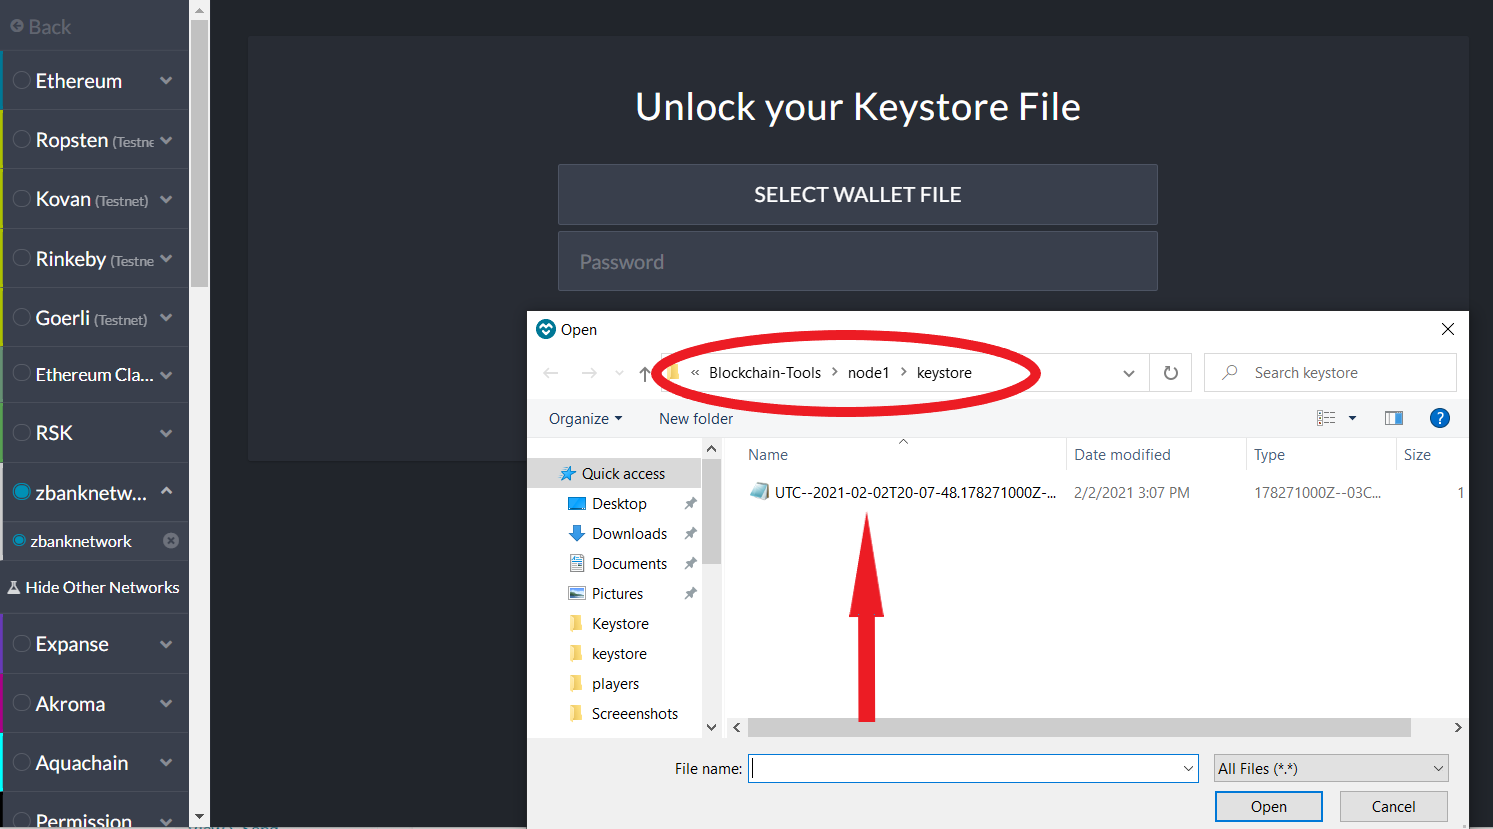 Back
Ethereum
Ropsten (Testne
Kovan (Testnet)
Rinkeby (Testne
Goerli (Testnet)
Ethereum Cla...
RSK
zbanknetw...
zbanknetwork
Hide Other Networks
Expanse
Akroma
Aquachain
Permission
Unlock your Keystore File
SELECT WALLET FILE
Password
Open
« Blockchain-Tools > node1 > keystore
Search keystore
Organize
New folder
?
Quick access
Desktop
Downloads
Documents
Pictures
Keystore
keystore
players
Screeenshots
Name Date modified Type Size
UTC--2021-02-02T20-07-48.178271000Z-... 2/2/2021 3:07 PM 178271000Z--03C... 1
File name:
All Files (*.*)
Open
Cancel